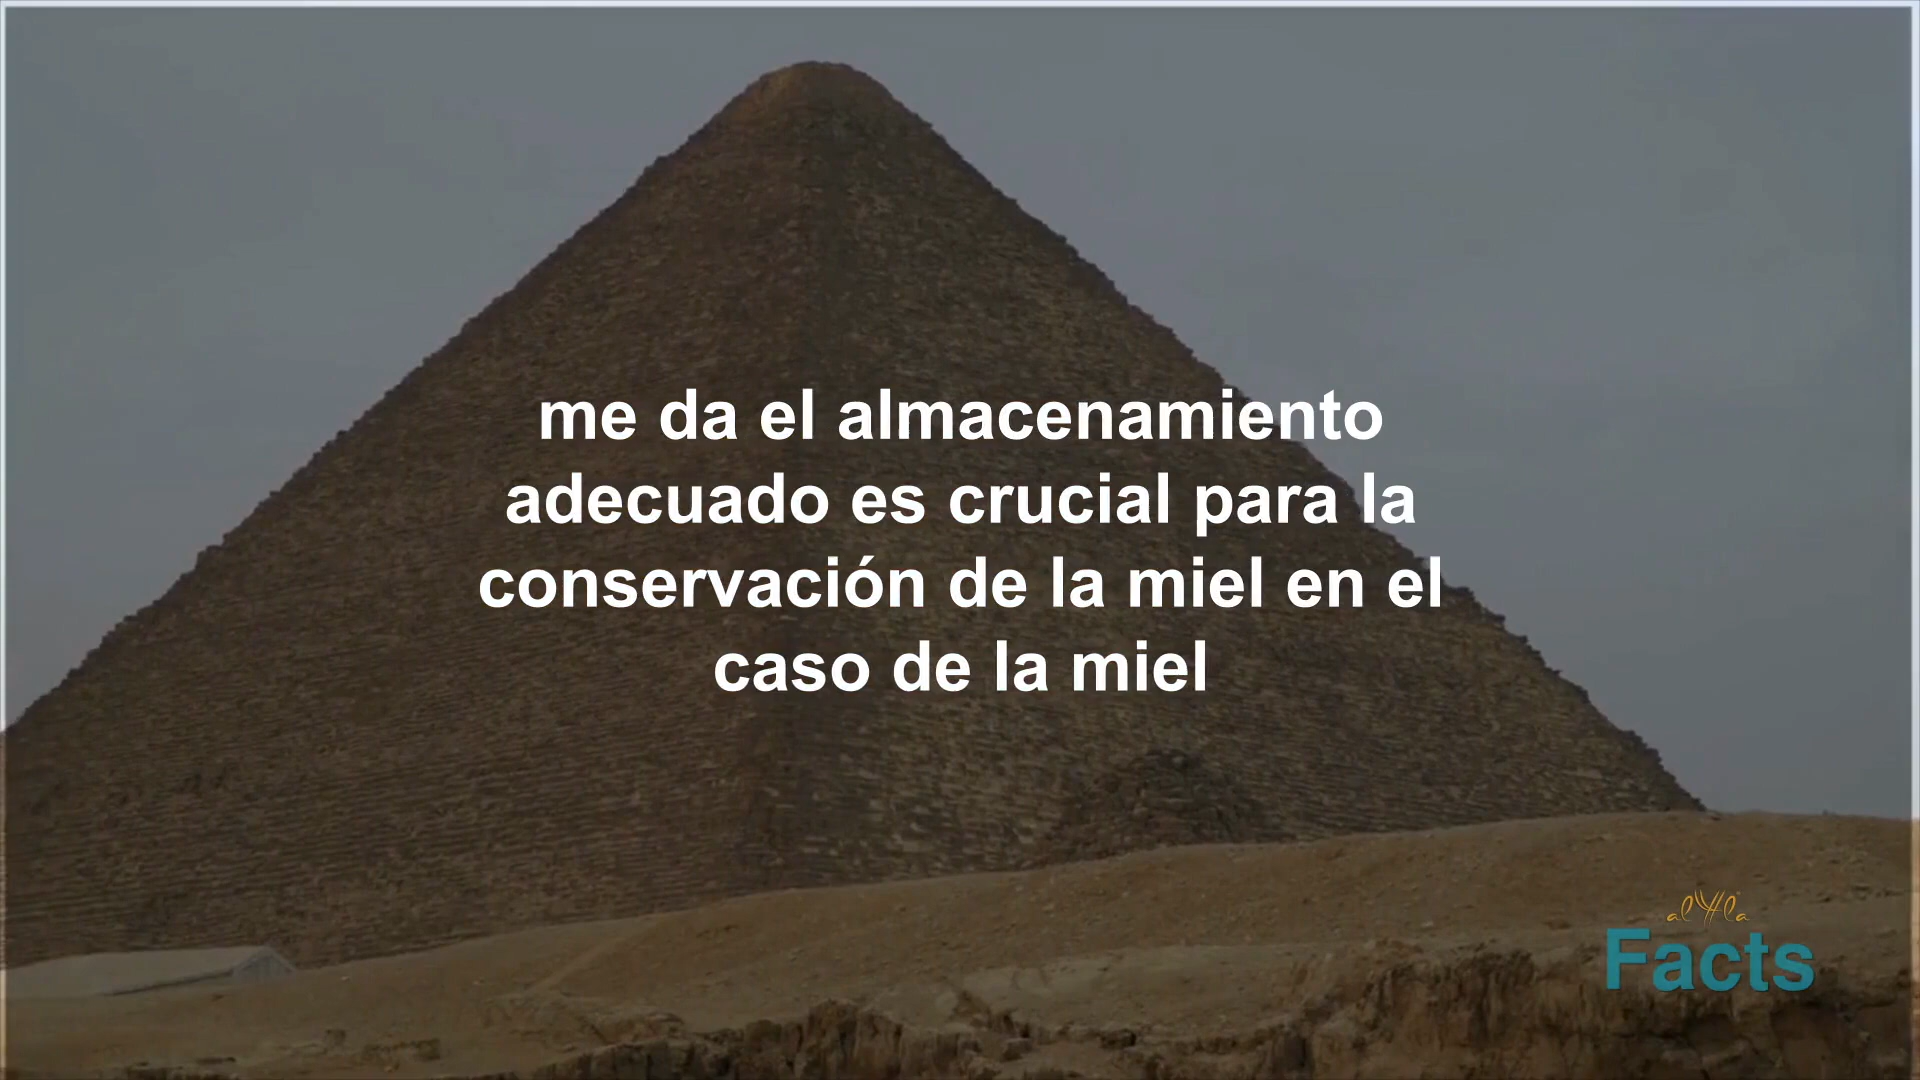 me da el almacenamiento
adecuado es crucial para la
conservación de la miel en el
caso de la miel
Facts